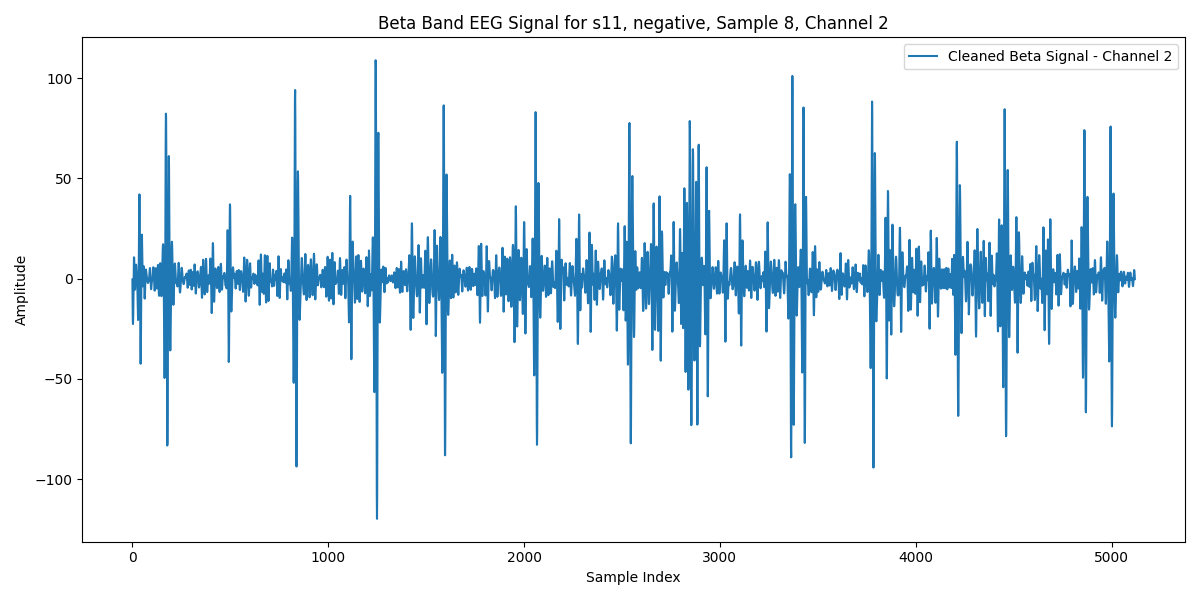 Beta Band EEG Signal for s11, negative, Sample 8, Channel 2
Cleaned Beta Signal - Channel 2
Amplitude
100
50
0
−50
−100
0 1000 2000 3000 4000 5000
Sample Index